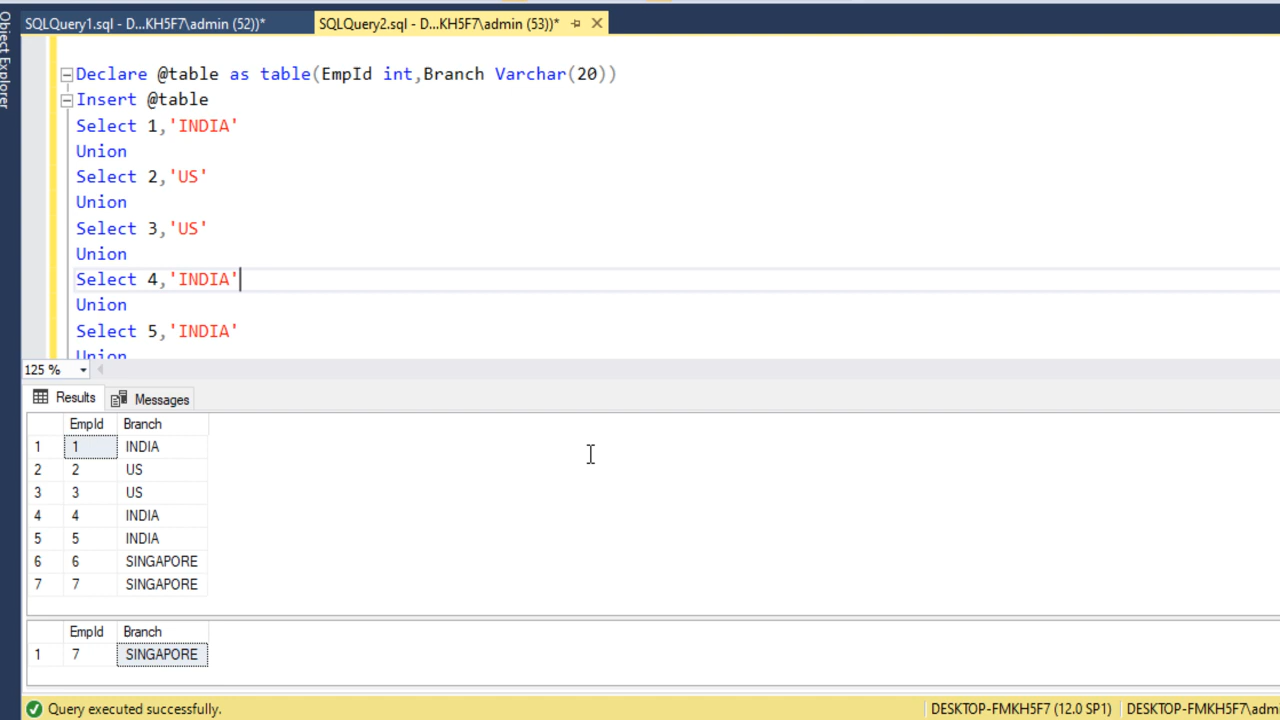 SQLQuery1.sql - D...KH5F7\admin (52))* SQLQuery2.sql - D...KH5F7\admin (53))*
Object Explorer
Declare @table as table(EmpId int,Branch Varchar(20))
Insert @table
Select 1,'INDIA'
Union
Select 2,'US'
Union
Select 3,'US'
Union
Select 4,'INDIA'
Union
Select 5,'INDIA'
Union
125 %
Results Messages
EmpId Branch
1 1 INDIA
2 2 US
3 3 US
4 4 INDIA
5 5 INDIA
6 6 SINGAPORE
7 7 SINGAPORE
EmpId Branch
1 7 SINGAPORE
Query executed successfully. DESKTOP-FMKH5F7 (12.0 SP1) DESKTOP-FMKH5F7\adm